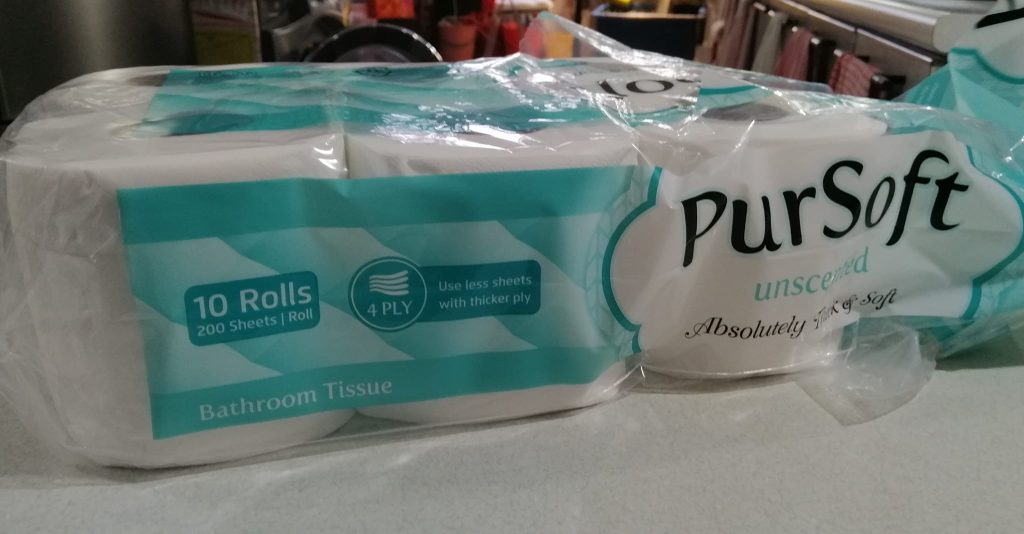 PurSoft
unscented
Absolutely Thick & Soft
10 Rolls
200 Sheets | Roll
4 PLY
Use less sheets
with thicker ply
Bathroom Tissue